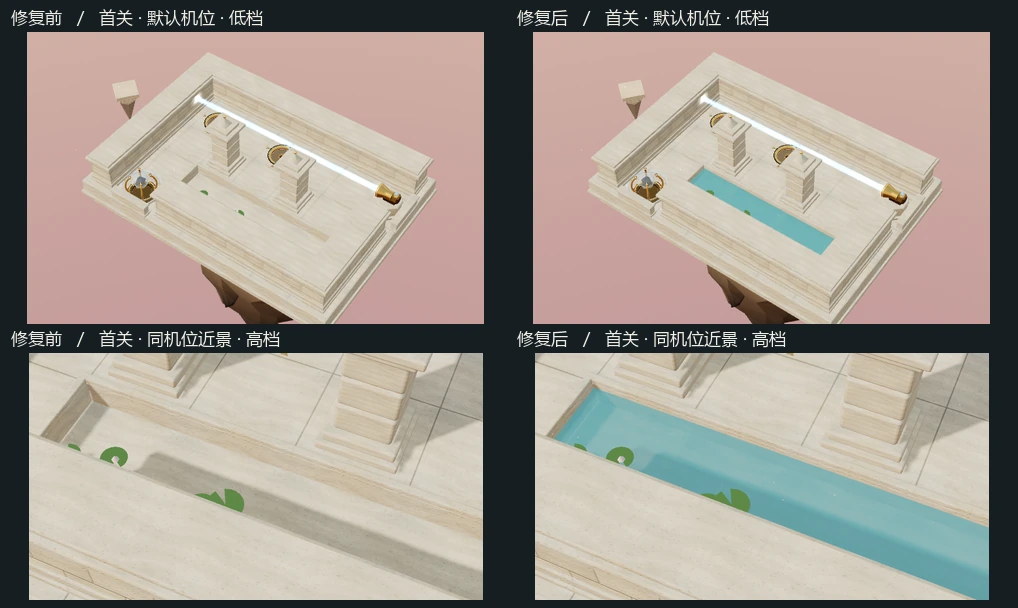 修复前 / 首关 · 默认机位 · 低档
修复后 / 首关 · 默认机位 · 低档
修复前 / 首关 · 同机位近景 · 高档
修复后 / 首关 · 同机位近景 · 高档